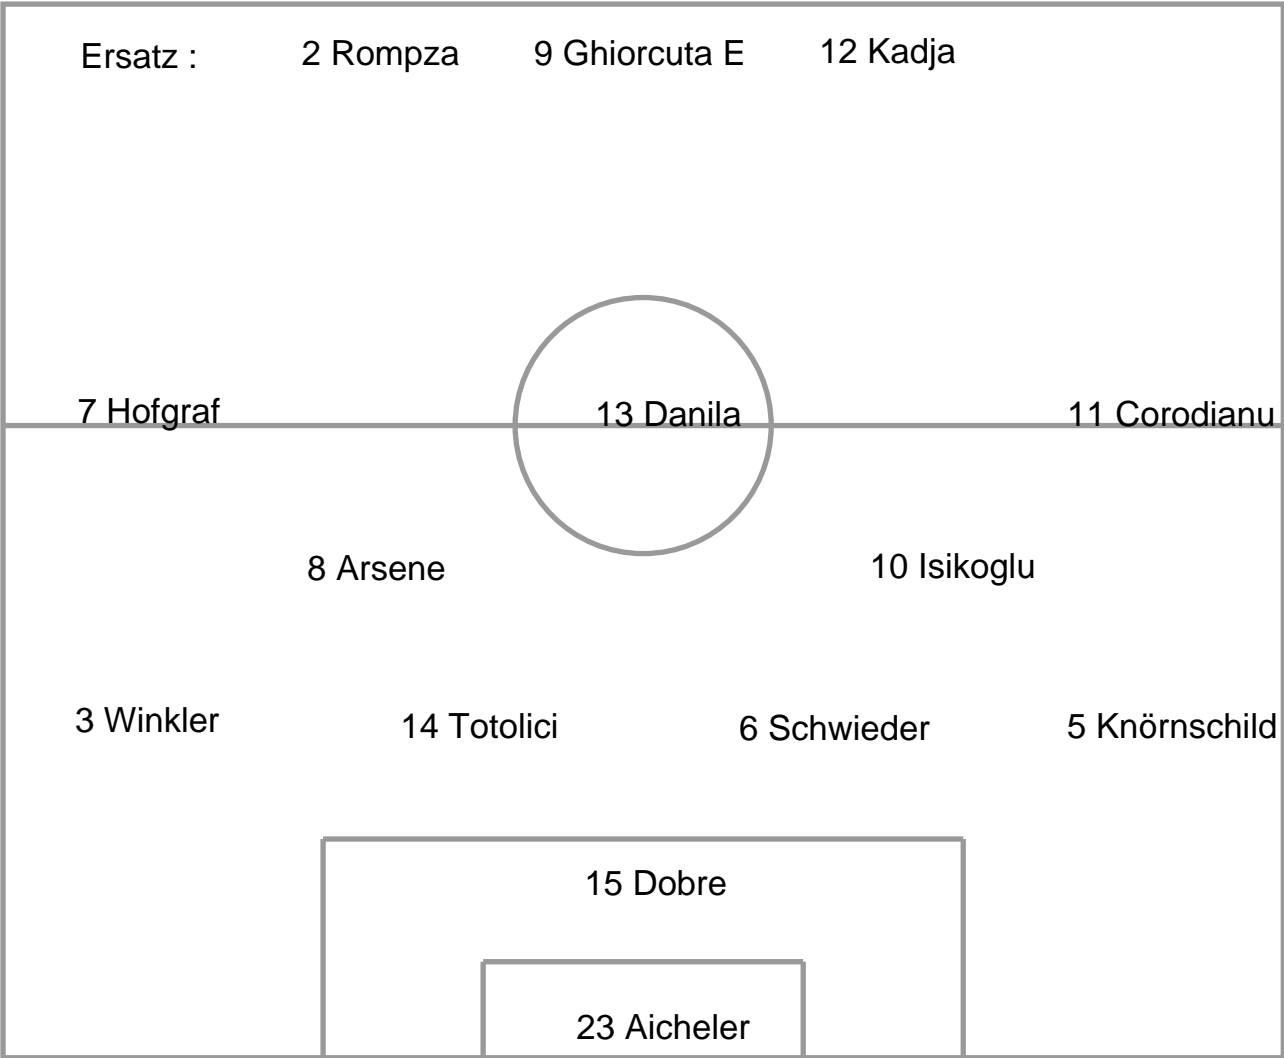 Ersatz : 2 Rompza 9 Ghiorcuta E 12 Kadja
7 Hofgraf 13 Danila 11 Corodianu
8 Arsene 10 Isikoglu
3 Winkler 14 Totolici 6 Schwieder 5 Knörnschild
15 Dobre
23 Aicheler